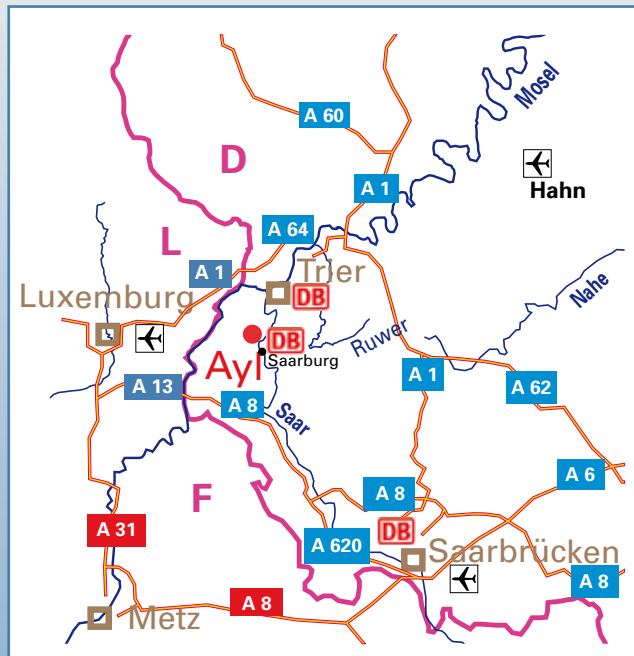 Mosel
A 60
D
Hahn
A 1
A 64
L
A 1
Trier
DB
Luxemburg
Nahe
DB
Ruwer
Saarburg
Ayl
A 1
A 13
A 8
A 62
Saar
A 6
F
A 8
A 31
DB
A 620
Saarbrücken
A 8
A 8
Metz